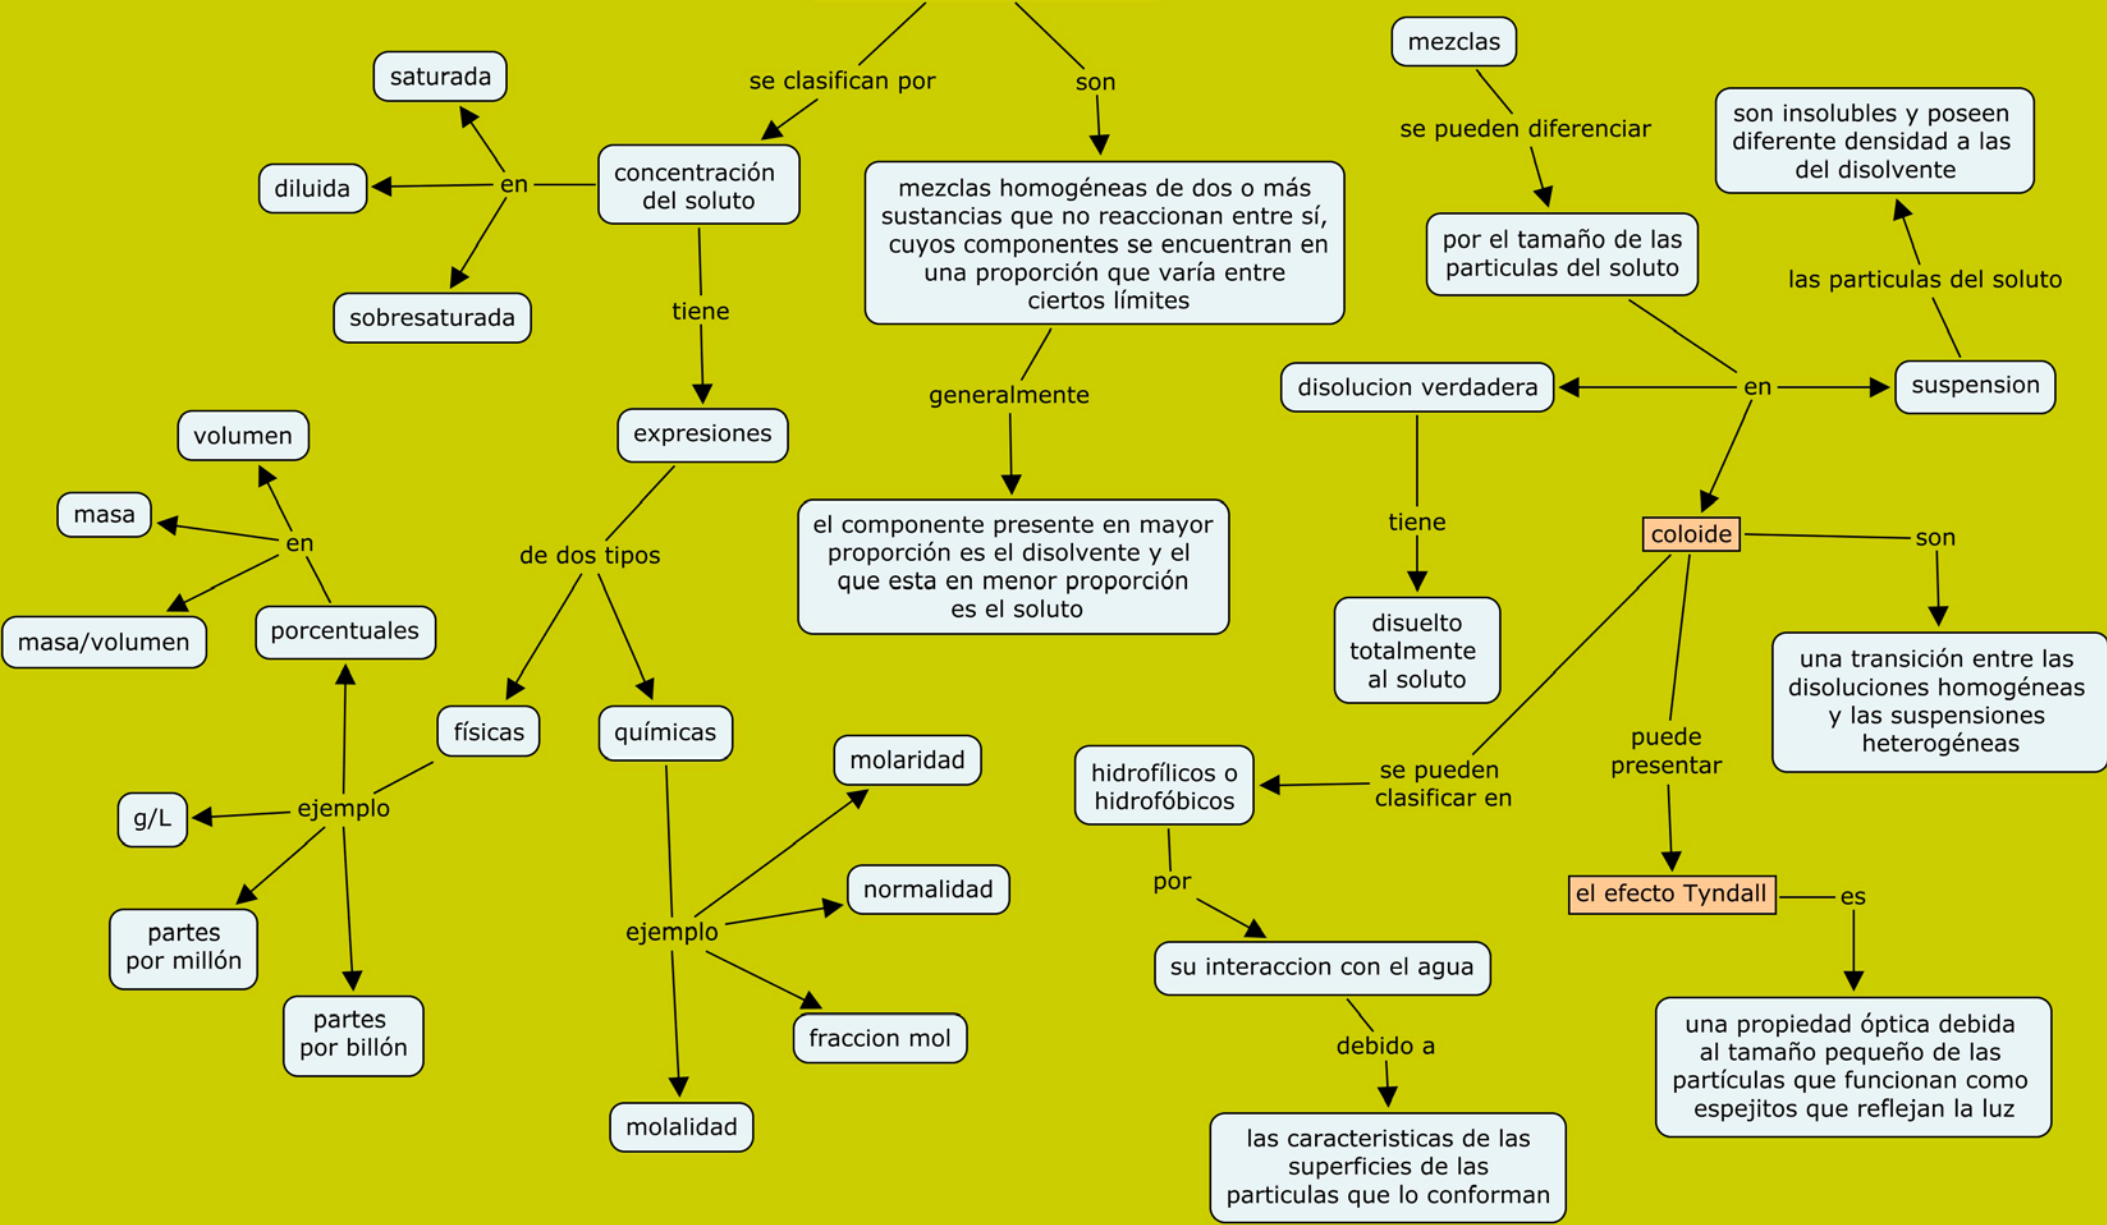 se clasifican por
son
saturada
diluida
en
sobresaturada
concentración
del soluto
tiene
expresiones
de dos tipos
físicas
químicas
ejemplo
porcentuales
en
volumen
masa
masa/volumen
g/L
partes
por millón
partes
por billón
ejemplo
molaridad
normalidad
fraccion mol
molalidad
mezclas homogéneas de dos o más
sustancias que no reaccionan entre sí,
cuyos componentes se encuentran en
una proporción que varía entre
ciertos límites
generalmente
el componente presente en mayor
proporción es el disolvente y el
que esta en menor proporción
es el soluto
mezclas
se pueden diferenciar
por el tamaño de las
particulas del soluto
en
disolucion verdadera
tiene
disuelto
totalmente
al soluto
suspension
las particulas del soluto
son insolubles y poseen
diferente densidad a las
del disolvente
coloide
son
una transición entre las
disoluciones homogéneas
y las suspensiones
heterogéneas
puede
presentar
el efecto Tyndall
es
una propiedad óptica debida
al tamaño pequeño de las
partículas que funcionan como
espejitos que reflejan la luz
se pueden
clasificar en
hidrofílicos o
hidrofóbicos
por
su interaccion con el agua
debido a
las caracteristicas de las
superficies de las
particulas que lo conforman